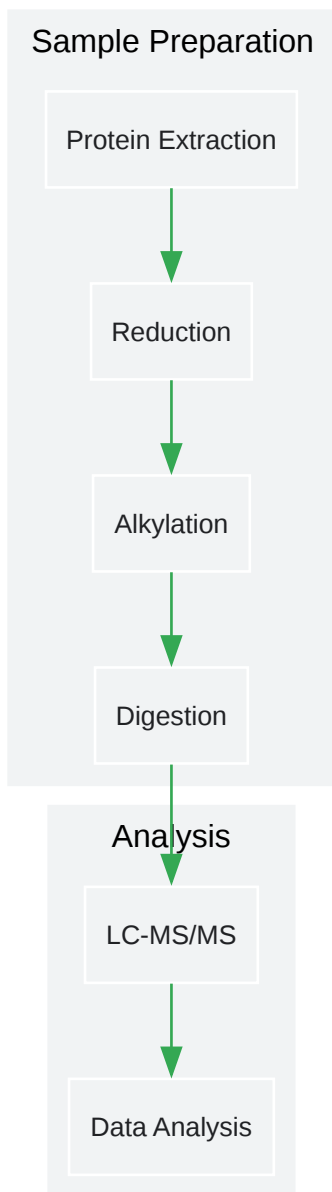 Sample Preparation
Protein Extraction
Reduction
Alkylation
Digestion
Analysis
LC-MS/MS
Data Analysis